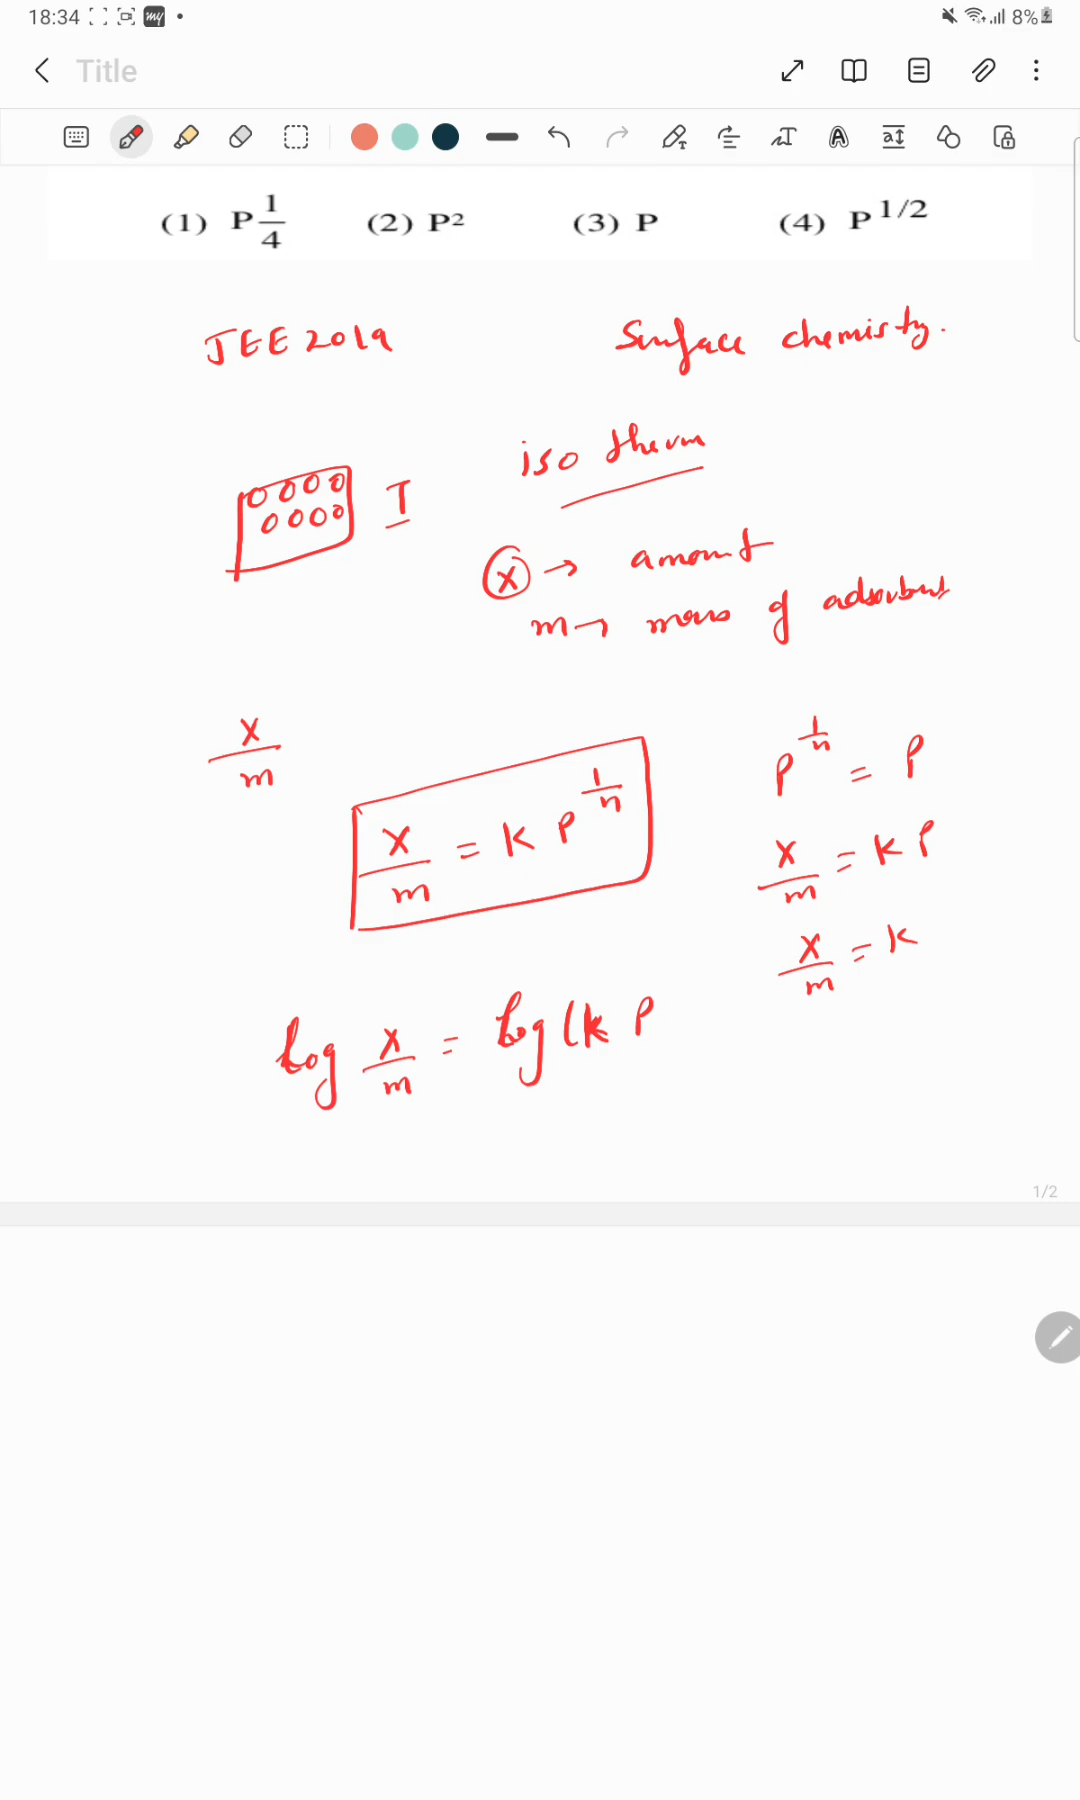 18:34 my 8%
Title
(1) P 1/4 (2) P² (3) P (4) P^1/2
JEE 2019 Surface chemistry.
iso therm
T
x → amount
m → mass of adsorbent
x/m
x/m = k P^1/n
P^1/n = P
x/m = k P
x/m = k
log x/m = log (k P
1/2